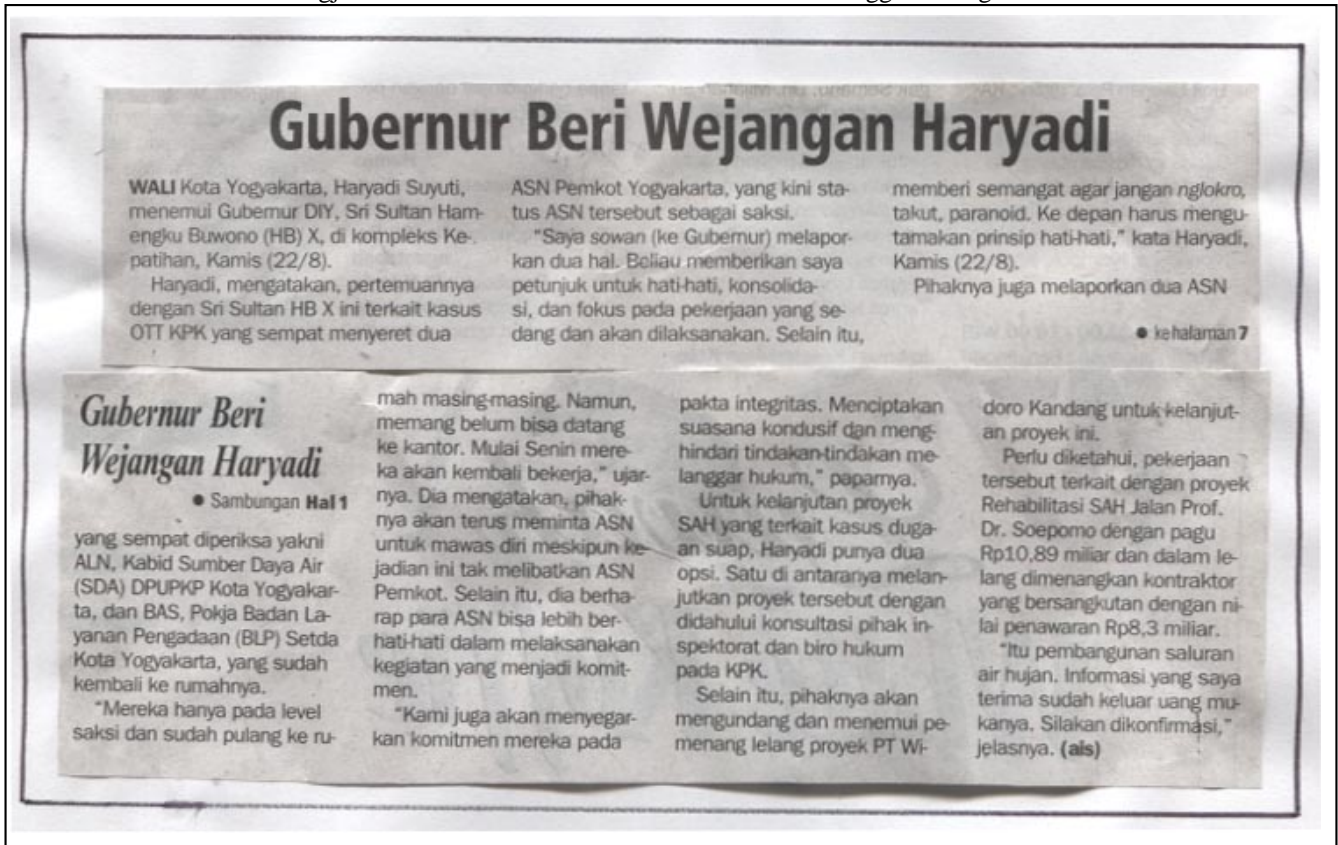 Gubernur Beri Wejangan Haryadi
WALI Kota Yogyakarta, Haryadi Suyuti,
menemui Gubernur DIY, Sri Sultan Ham-
engku Buwono (HB) X, di kompleks Ke-
patihan, Kamis (22/8).
Haryadi, mengatakan, pertemuannya
dengan Sri Sultan HB X ini terkait kasus
OTT KPK yang sempat menyeret dua
ASN Pemkot Yogyakarta, yang kini sta-
tus ASN tersebut sebagai saksi.
"Saya sowan (ke Gubernur) melapor-
kan dua hal. Beliau memberikan saya
petunjuk untuk hati-hati, konsolida-
si, dan fokus pada pekerjaan yang se-
dang dan akan dilaksanakan. Selain itu,
memberi semangat agar jangan nglokro,
takut, paranoid. Ke depan harus mengu-
tamakan prinsip hati-hati," kata Haryadi,
Kamis (22/8).
Pihaknya juga melaporkan dua ASN
● ke halaman 7
Gubernur Beri
Wejangan Haryadi
● Sambungan Hal 1
yang sempat diperiksa yakni
ALN, Kabid Sumber Daya Air
(SDA) DPUPKP Kota Yogyakar-
ta, dan BAS, Pokja Badan La-
yanan Pengadaan (BLP) Setda
Kota Yogyakarta, yang sudah
kembali ke rumahnya.
"Mereka hanya pada level
saksi dan sudah pulang ke ru-
mah masing-masing. Namun,
memang belum bisa datang
ke kantor. Mulai Senin mere-
ka akan kembali bekerja," ujar-
nya. Dia mengatakan, pihak-
nya akan terus meminta ASN
untuk mawas diri meskipun ke-
jadian ini tak melibatkan ASN
Pemkot. Selain itu, dia berha-
rap para ASN bisa lebih ber-
hati-hati dalam melaksanakan
kegiatan yang menjadi komit-
men.
"Kami juga akan menyegar-
kan komitmen mereka pada
pakta integritas. Menciptakan
suasana kondusif dan meng-
hindari tindakan-tindakan me-
langgar hukum," paparnya.
Untuk kelanjutan proyek
SAH yang terkait kasus duga-
an suap, Haryadi punya dua
opsi. Satu di antaranya melan-
jutkan proyek tersebut dengan
didahului konsultasi pihak in-
spektorat dan biro hukum
pada KPK.
Selain itu, pihaknya akan
mengundang dan menemui pe-
menang lelang proyek PT Wi-
doro Kandang untuk kelanjut-
an proyek ini.
Perlu diketahui, pekerjaan
tersebut terkait dengan proyek
Rehabilitasi SAH Jalan Prof.
Dr. Soepomo dengan pagu
Rp10,89 miliar dan dalam le-
lang dimenangkan kontraktor
yang bersangkutan dengan ni-
lai penawaran Rp8,3 miliar.
"Itu pembangunan saluran
air hujan. Informasi yang saya
terima sudah keluar uang mu-
kanya. Silakan dikonfirmasi,"
jelasnya. (ais)